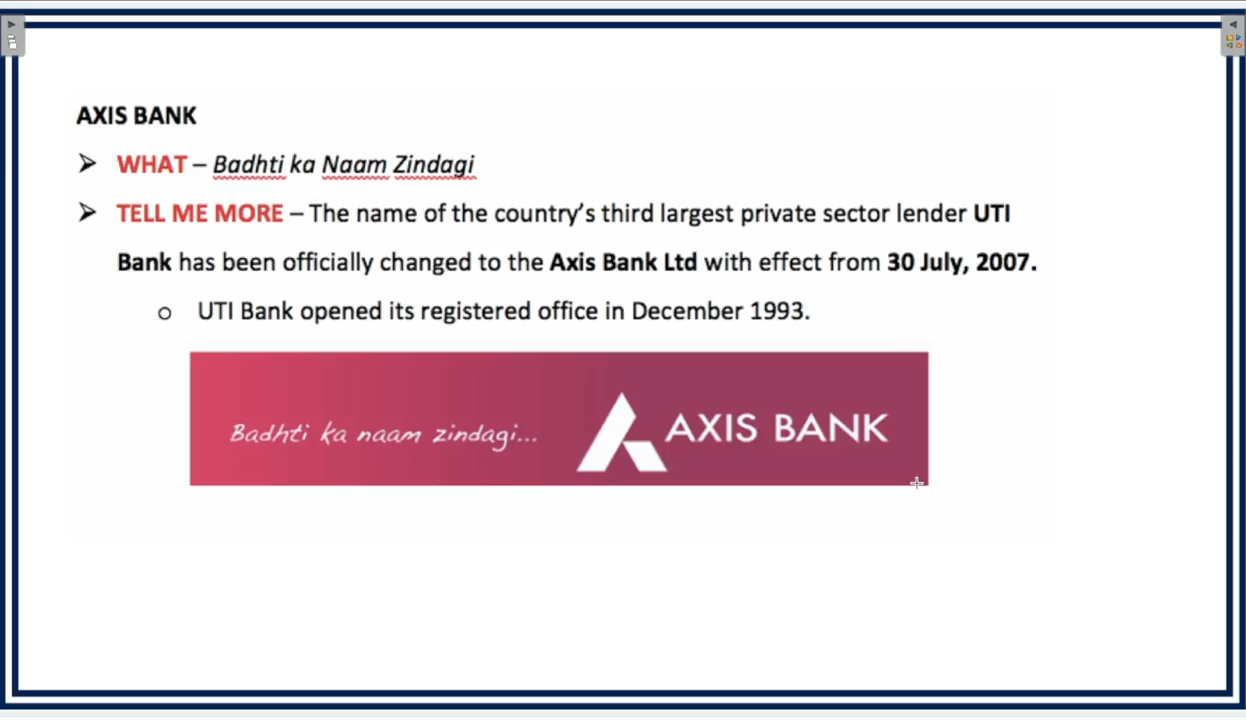 AXIS BANK
➢ WHAT – Badhti ka Naam Zindagi
➢ TELL ME MORE – The name of the country's third largest private sector lender UTI
Bank has been officially changed to the Axis Bank Ltd with effect from 30 July, 2007.
o UTI Bank opened its registered office in December 1993.
Badhti ka naam zindagi... AXIS BANK